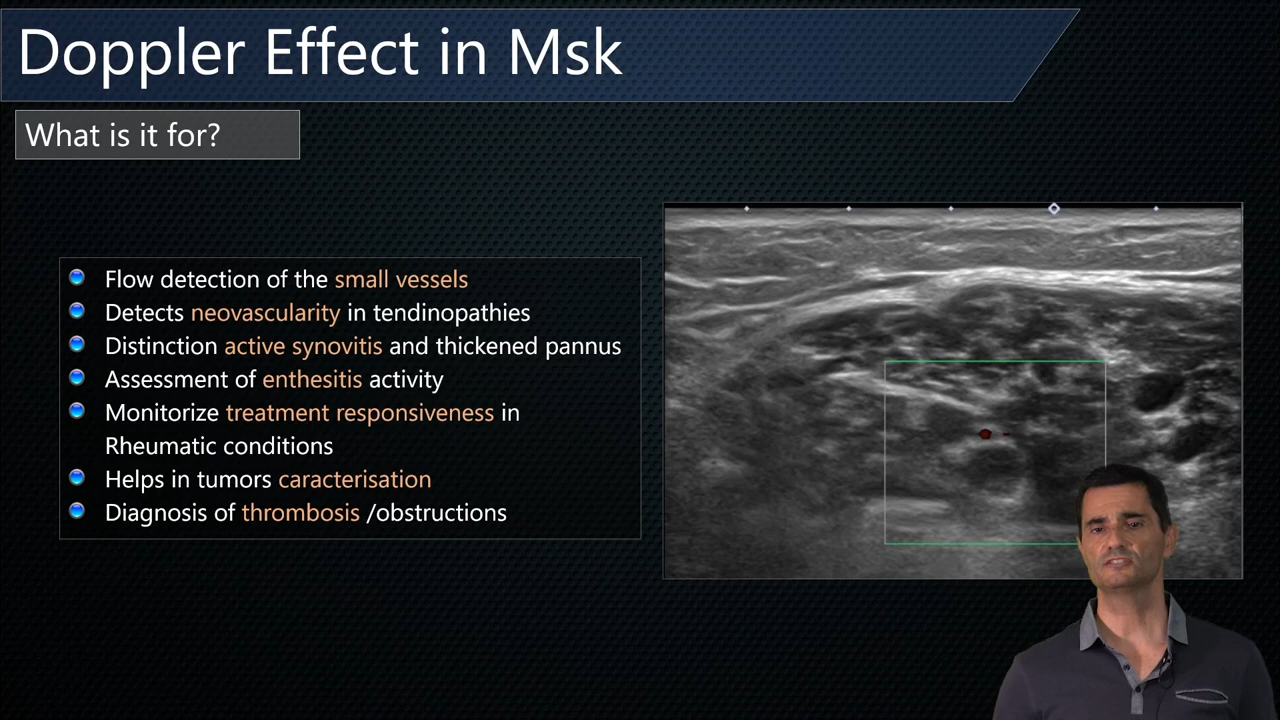 Doppler Effect in Msk
What is it for?
Flow detection of the small vessels
Detects neovascularity in tendinopathies
Distinction active synovitis and thickened pannus
Assessment of enthesitis activity
Monitorize treatment responsiveness in
Rheumatic conditions
Helps in tumors caracterisation
Diagnosis of thrombosis /obstructions